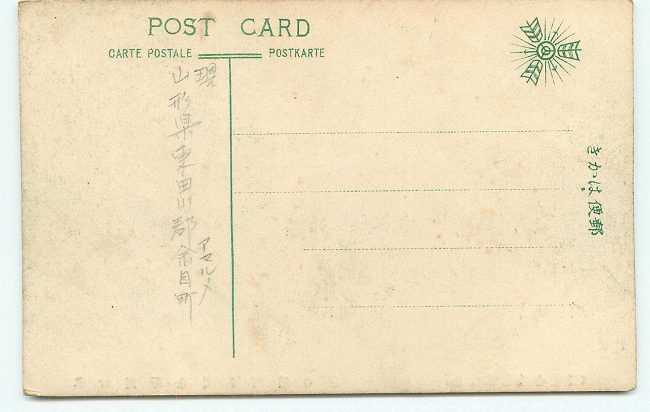 POST CARD
CARTE POSTALE
POSTKARTE
現
山形県東田川郡余目町
アマルメ
きかは便郵